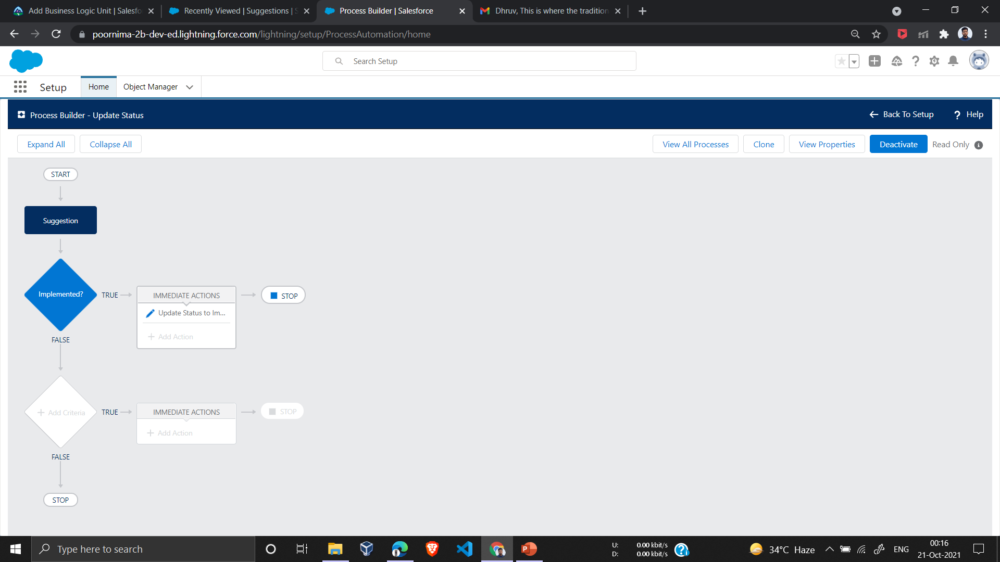 Add Business Logic Unit | Salesfo
Recently Viewed | Suggestions | S
Process Builder | Salesforce
Dhruv, This is where the tradition
poornima-2b-dev-ed.lightning.force.com/lightning/setup/ProcessAutomation/home
Search Setup
Setup
Home
Object Manager
Process Builder - Update Status
Back To Setup
? Help
Expand All
Collapse All
View All Processes
Clone
View Properties
Deactivate
Read Only
START
Suggestion
Implemented?
TRUE
IMMEDIATE ACTIONS
STOP
Update Status to Im...
+ Add Action
FALSE
+ Add Criteria
TRUE
IMMEDIATE ACTIONS
STOP
+ Add Action
FALSE
STOP
Type here to search
U: 0.00 kbit/s
D: 0.00 kbit/s
34°C Haze
ENG
00:16
21-Oct-2021